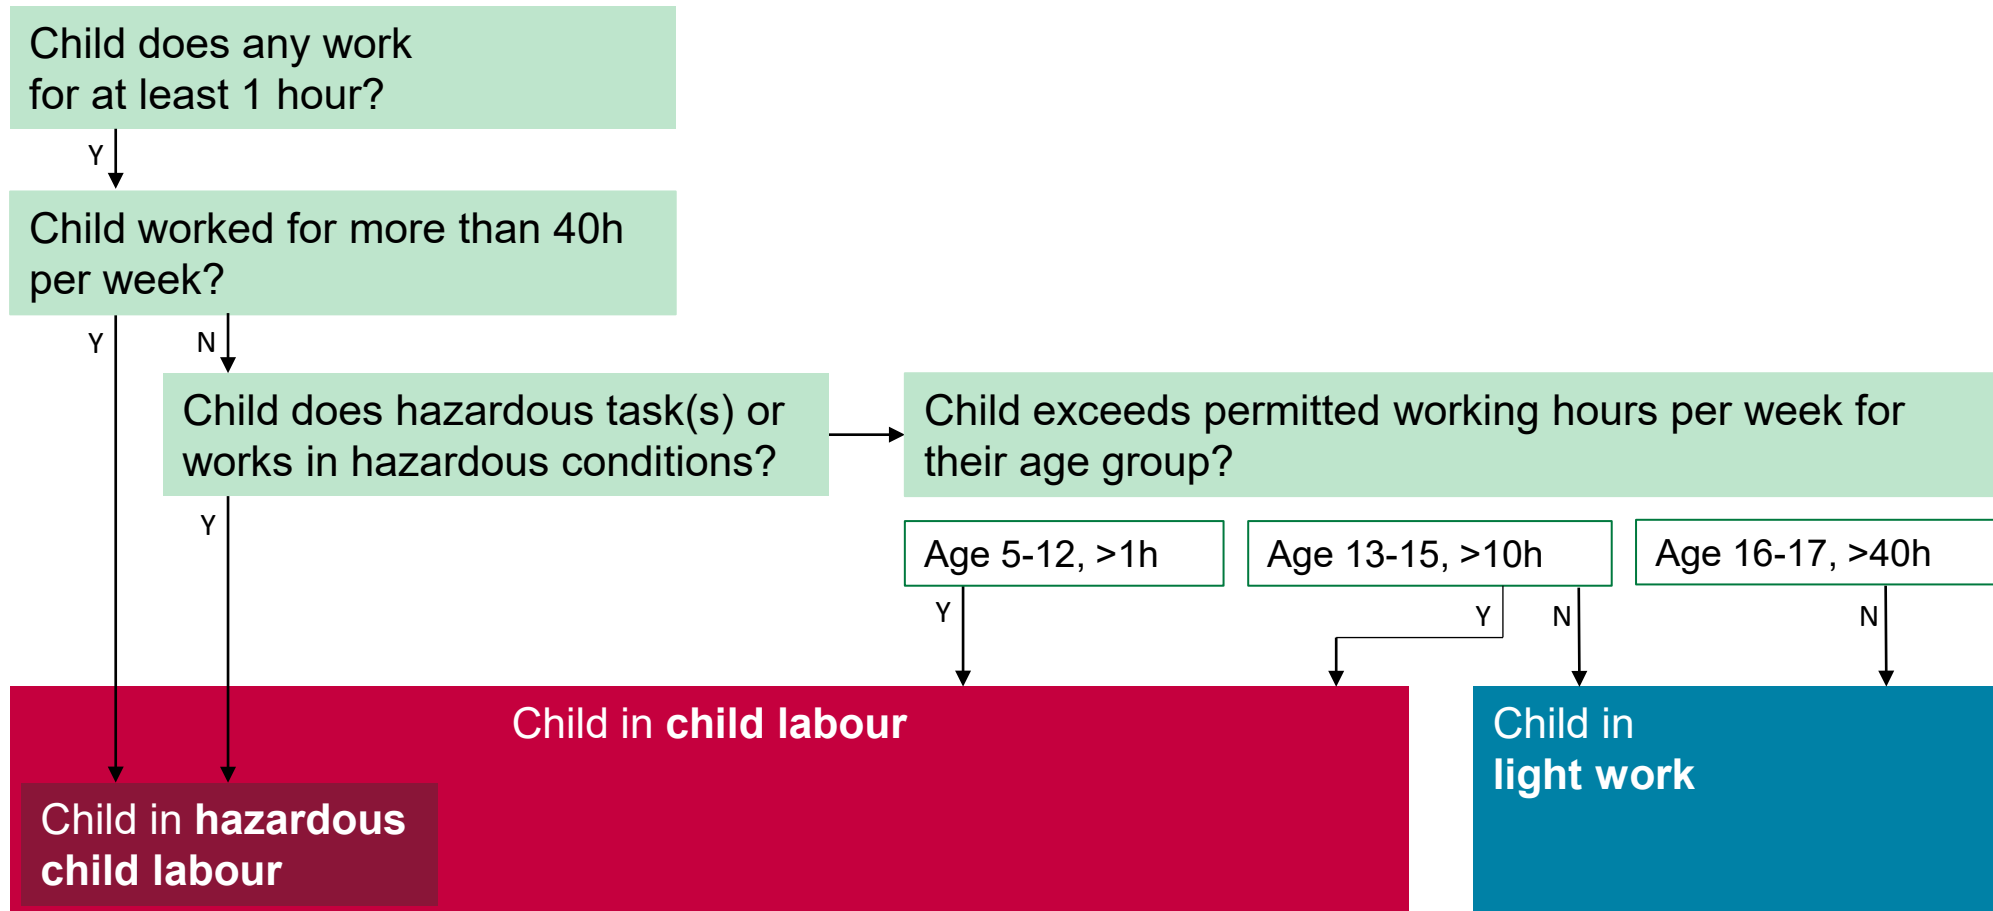 Child does any work
for at least 1 hour?
Y
Child worked for more than 40h
per week?
Y
N
Child does hazardous task(s) or
works in hazardous conditions?
Child exceeds permitted working hours per week for
their age group?
Y
Age 5-12, >1h
Age 13-15, >10h
Age 16-17, >40h
Y
Y
N
N
Child in child labour
Child in
light work
Child in hazardous
child labour